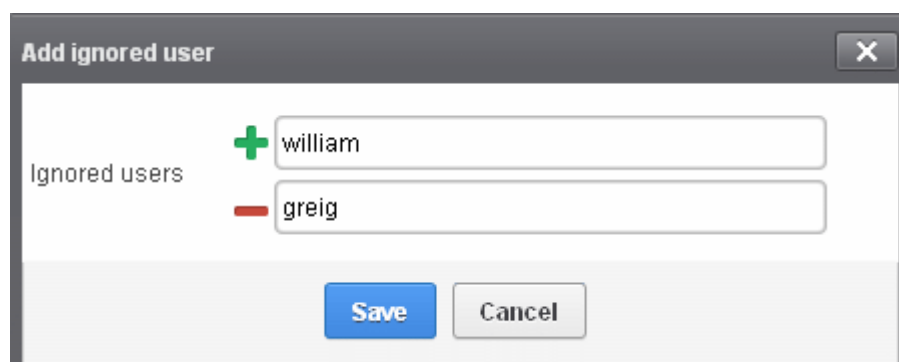 Add ignored user
Ignored users
william
greig
Save
Cancel